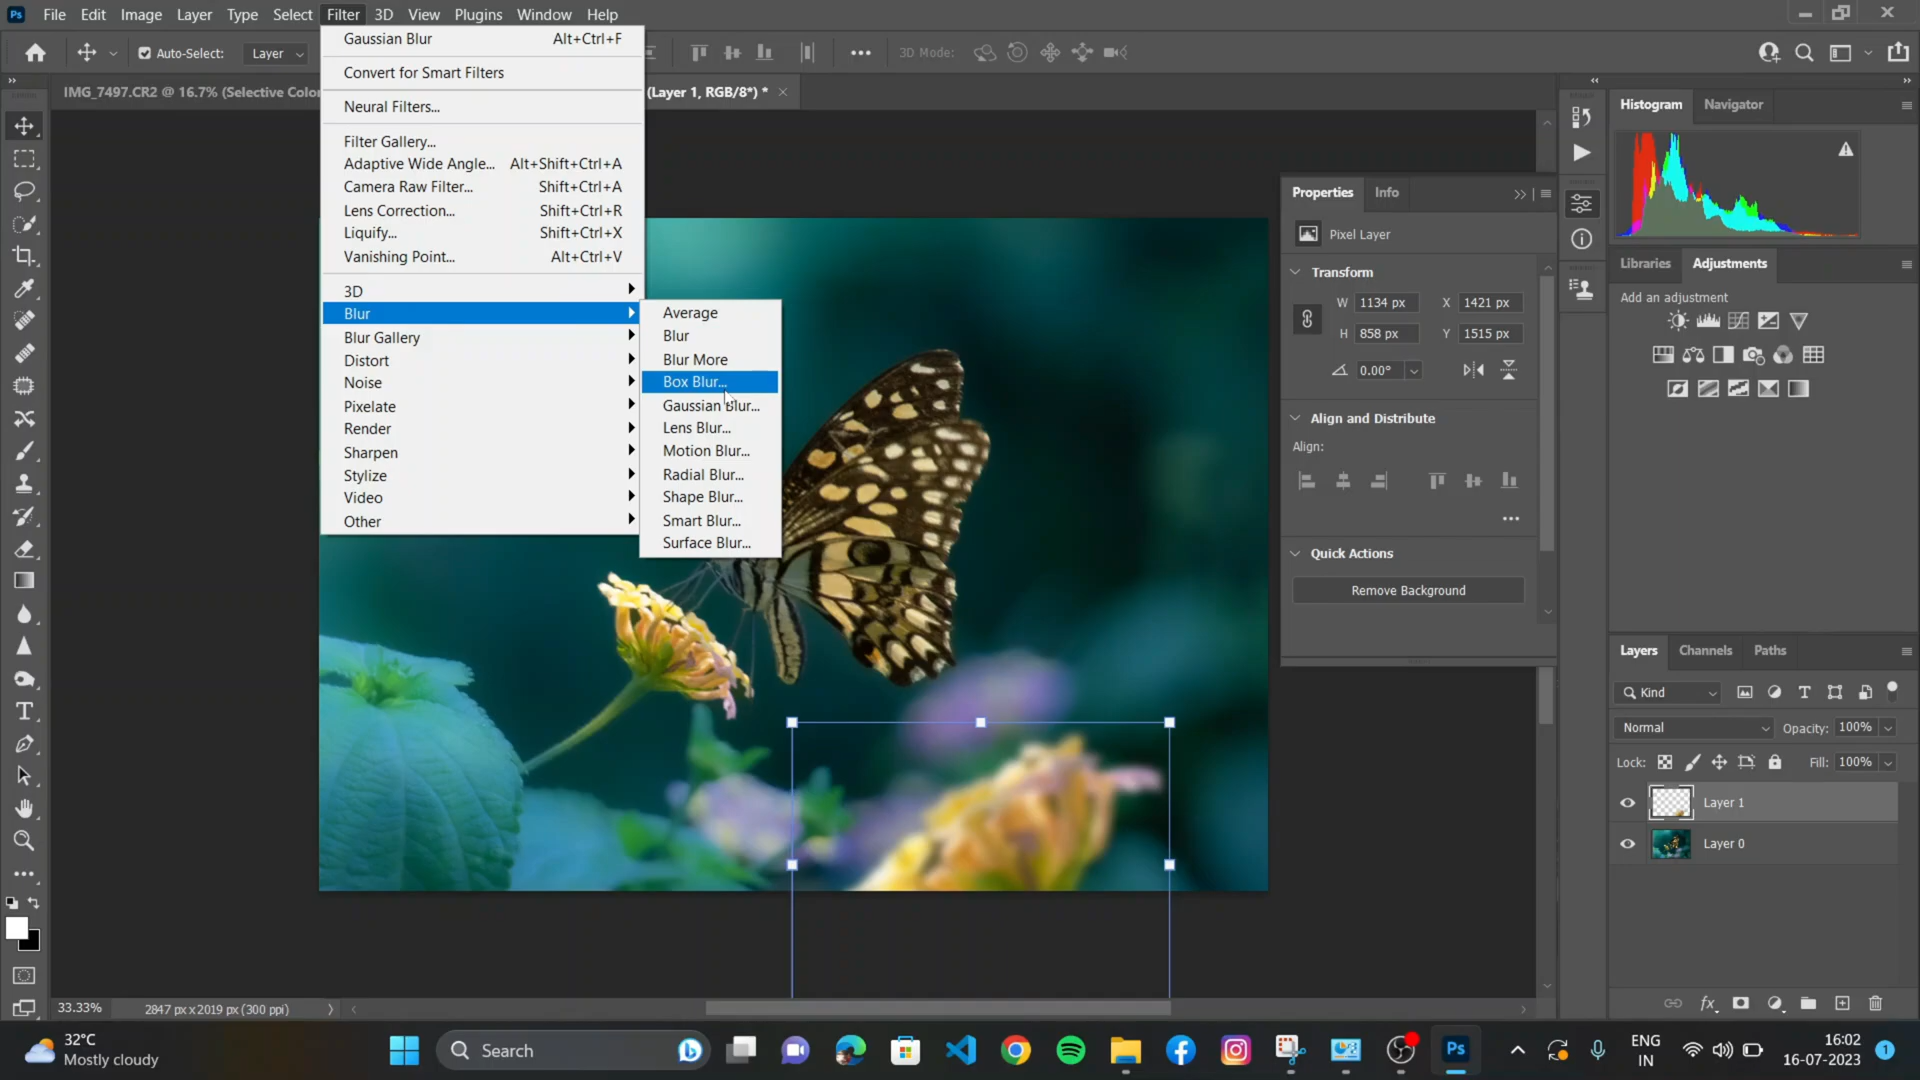 Ps File Edit Image Layer Type Select Filter 3D View Plugins Window Help
Auto-Select: Layer 3D Mode:
IMG_7497.CR2 @ 16.7% (Selective Color (Layer 1, RGB/8*) * ×
Gaussian Blur Alt+Ctrl+F
Convert for Smart Filters
Neural Filters...
Filter Gallery...
Adaptive Wide Angle... Alt+Shift+Ctrl+A
Camera Raw Filter... Shift+Ctrl+A
Lens Correction... Shift+Ctrl+R
Liquify... Shift+Ctrl+X
Vanishing Point... Alt+Ctrl+V
3D
Blur
Blur Gallery
Distort
Noise
Pixelate
Render
Sharpen
Stylize
Video
Other
Average
Blur
Blur More
Box Blur...
Gaussian Blur...
Lens Blur...
Motion Blur...
Radial Blur...
Shape Blur...
Smart Blur...
Surface Blur...
Properties Info
Pixel Layer
Transform
W 1134 px X 1421 px
H 858 px Y 1515 px
0.00°
Align and Distribute
Align:
Quick Actions
Remove Background
Histogram Navigator
Libraries Adjustments
Add an adjustment
Layers Channels Paths
Kind
Normal Opacity: 100%
Lock: Fill: 100%
Layer 1
Layer 0
33.33% 2847 px x 2019 px (300 ppi)
32°C
Mostly cloudy
Search
Ps
ENG
IN
16:02
16-07-2023
1